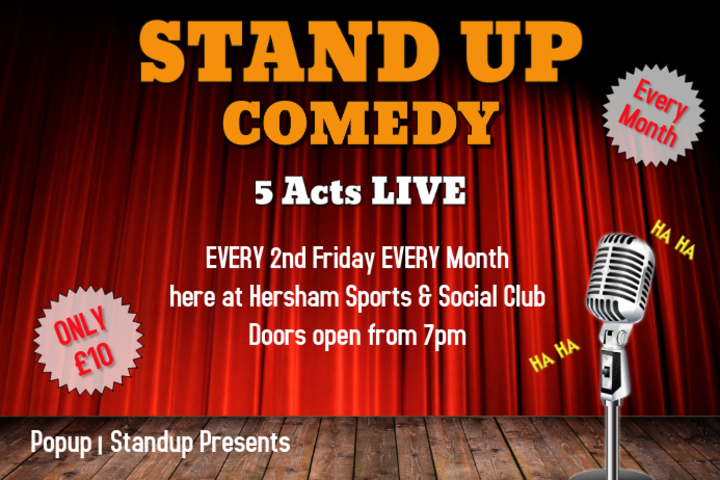 STAND UP
COMEDY
Every
Month
5 Acts LIVE
HA HA
EVERY 2nd Friday EVERY Month
here at Hersham Sports & Social Club
Doors open from 7pm
ONLY
£10
HA HA
Popup | Standup Presents